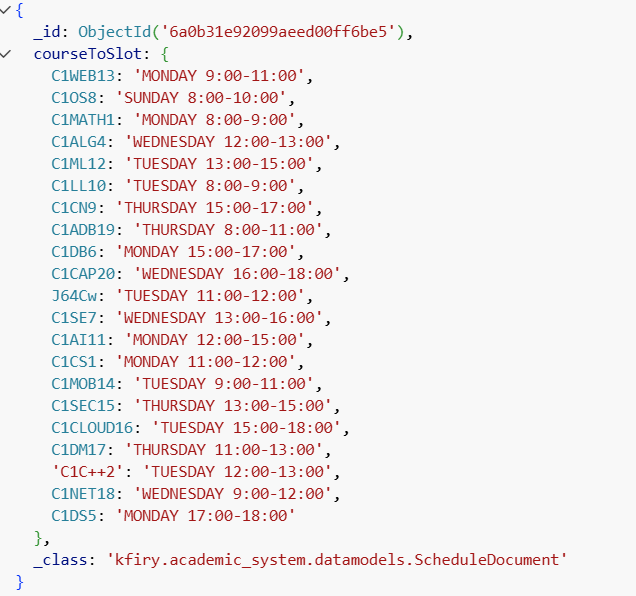 {
_id: ObjectId('6a0b31e92099aeed00ff6be5'),
courseToSlot: {
C1WEB13: 'MONDAY 9:00-11:00',
C1OS8: 'SUNDAY 8:00-10:00',
C1MATH1: 'MONDAY 8:00-9:00',
C1ALG4: 'WEDNESDAY 12:00-13:00',
C1ML12: 'TUESDAY 13:00-15:00',
C1LL10: 'TUESDAY 8:00-9:00',
C1CN9: 'THURSDAY 15:00-17:00',
C1ADB19: 'THURSDAY 8:00-11:00',
C1DB6: 'MONDAY 15:00-17:00',
C1CAP20: 'WEDNESDAY 16:00-18:00',
J64Cw: 'TUESDAY 11:00-12:00',
C1SE7: 'WEDNESDAY 13:00-16:00',
C1AI11: 'MONDAY 12:00-15:00',
C1CS1: 'MONDAY 11:00-12:00',
C1MOB14: 'TUESDAY 9:00-11:00',
C1SEC15: 'THURSDAY 13:00-15:00',
C1CLOUD16: 'TUESDAY 15:00-18:00',
C1DM17: 'THURSDAY 11:00-13:00',
'C1C++2': 'TUESDAY 12:00-13:00',
C1NET18: 'WEDNESDAY 9:00-12:00',
C1DS5: 'MONDAY 17:00-18:00'
},
_class: 'kfiry.academic_system.datamodels.ScheduleDocument'
}